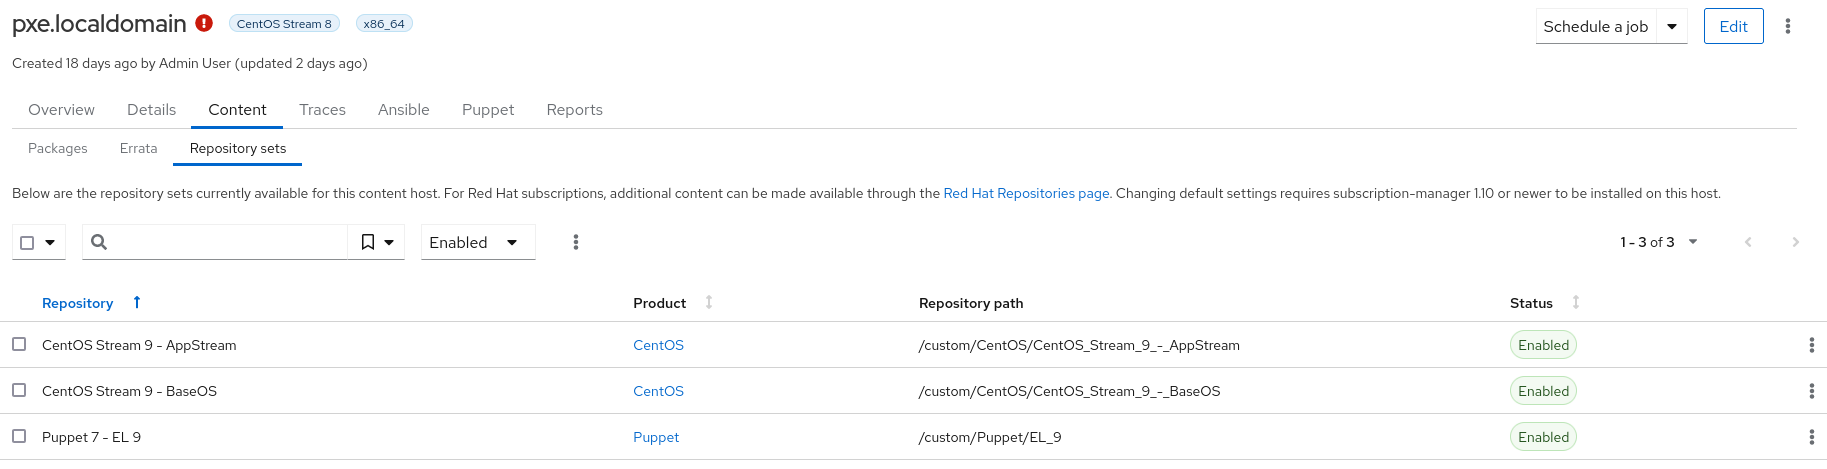 pxe.localdomain CentOS Stream 8 x86_64 Schedule a job Edit
Created 18 days ago by Admin User (updated 2 days ago)
Overview Details Content Traces Ansible Puppet Reports
Packages Errata Repository sets
Below are the repository sets currently available for this content host. For Red Hat subscriptions, additional content can be made available through the Red Hat Repositories page. Changing default settings requires subscription-manager 1.10 or newer to be installed on this host.
Enabled 1 - 3 of 3
Repository Product Repository path Status
CentOS Stream 9 - AppStream CentOS /custom/CentOS/CentOS_Stream_9_-_AppStream Enabled
CentOS Stream 9 - BaseOS CentOS /custom/CentOS/CentOS_Stream_9_-_BaseOS Enabled
Puppet 7 - EL 9 Puppet /custom/Puppet/EL_9 Enabled